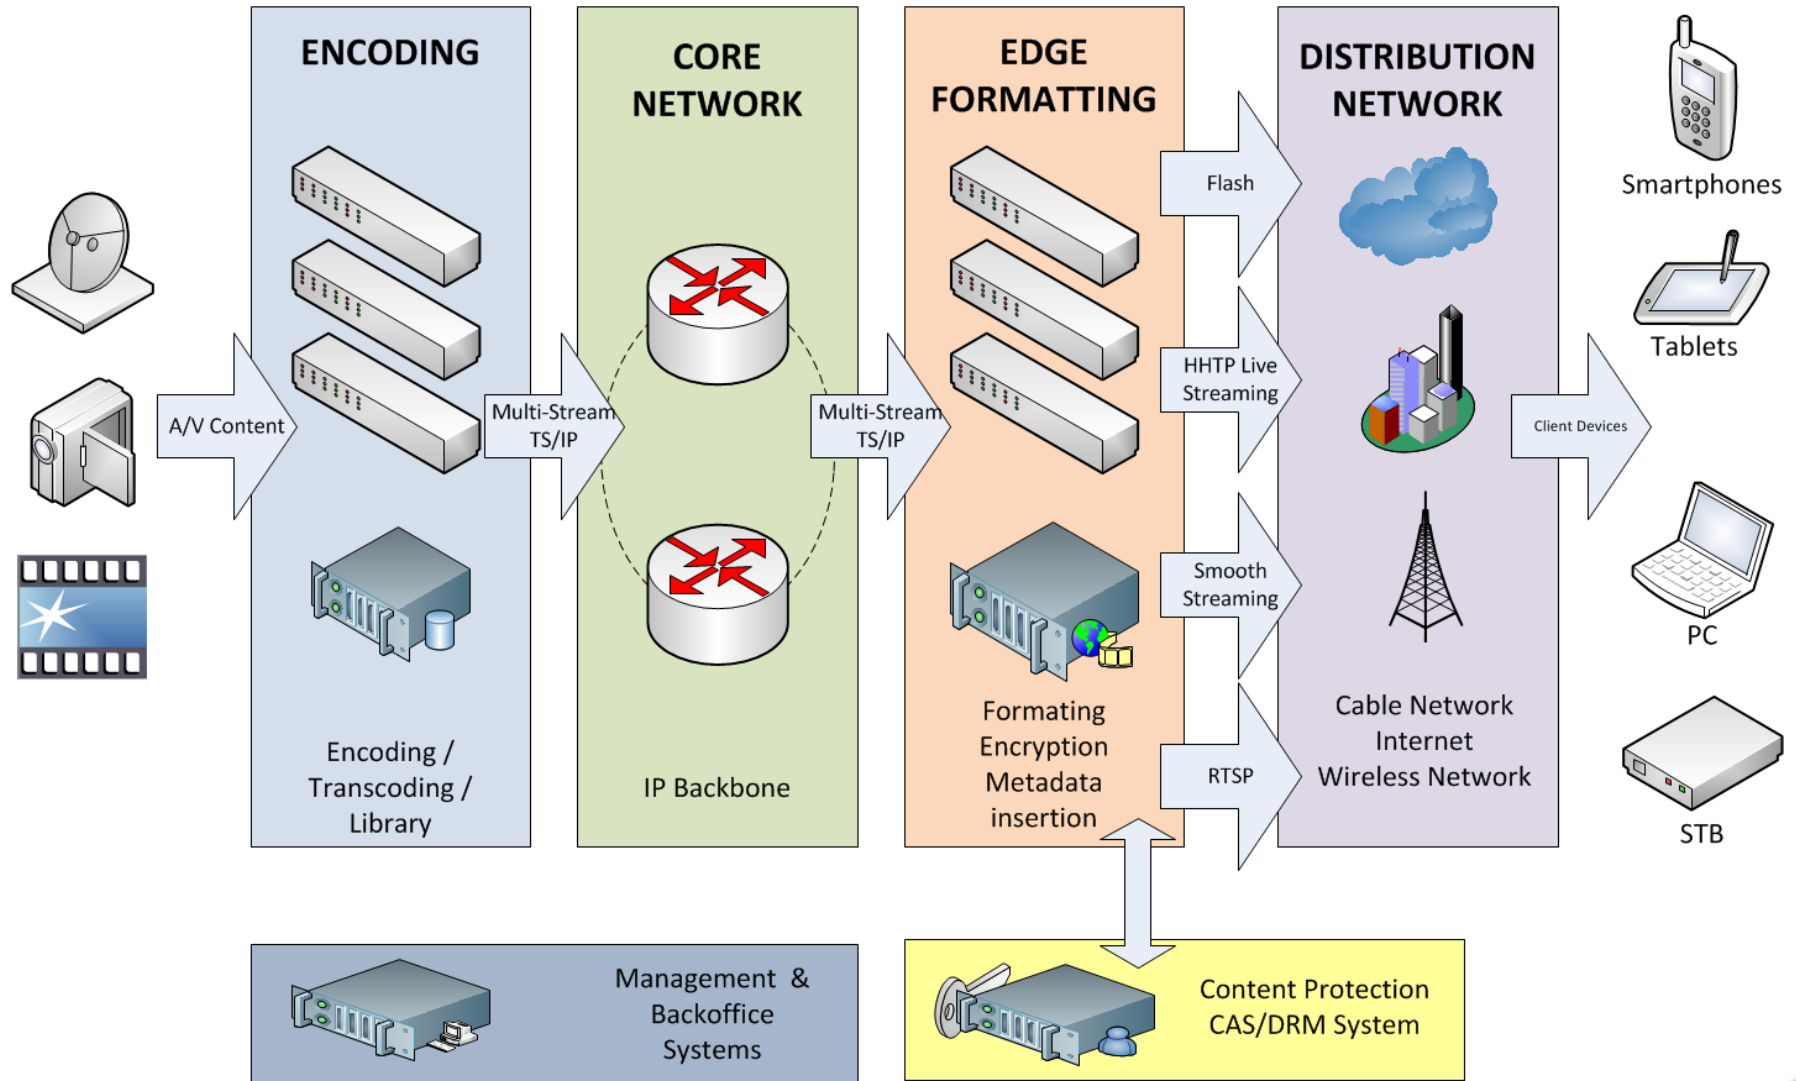 ENCODING
CORE
NETWORK
EDGE
FORMATTING
DISTRIBUTION
NETWORK
A/V Content
Multi-Stream
TS/IP
Multi-Stream
TS/IP
Flash
HHTP Live
Streaming
Smooth
Streaming
RTSP
Client Devices
Smartphones
Tablets
PC
STB
Encoding /
Transcoding /
Library
IP Backbone
Formating
Encryption
Metadata
insertion
Cable Network
Internet
Wireless Network
Management &
Backoffice
Systems
Content Protection
CAS/DRM System